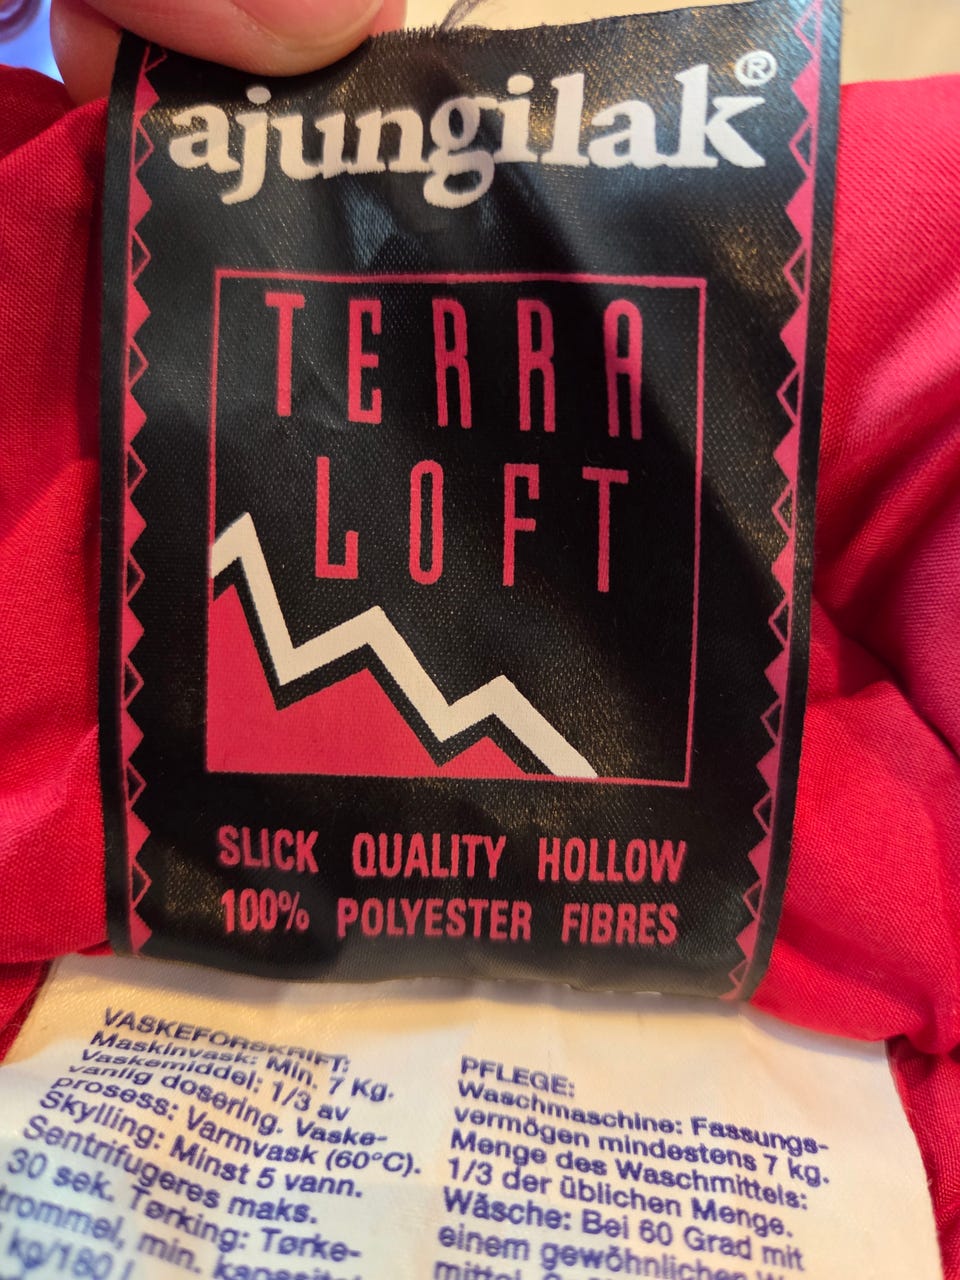 ajungilak®
TERRA
LOFT
SLICK QUALITY HOLLOW
100% POLYESTER FIBRES
VASKEFORSKRIFT:
Maskinvask: Min. 7 Kg.
Vaskemiddel: 1/3 av
vanlig dosering. Vaske-
prosess: Varmvask (60°C).
Skylling: Minst 5 vann.
Sentrifugeres maks.
30 sek. Tørking: Tørke-
trommel, min. kapasitet
kg/180 l
PFLEGE:
Waschmaschine: Fassungs-
vermögen mindestens 7 kg.
Menge des Waschmittels:
1/3 der üblichen Menge.
Wäsche: Bei 60 Grad mit
einem gewöhnlichen